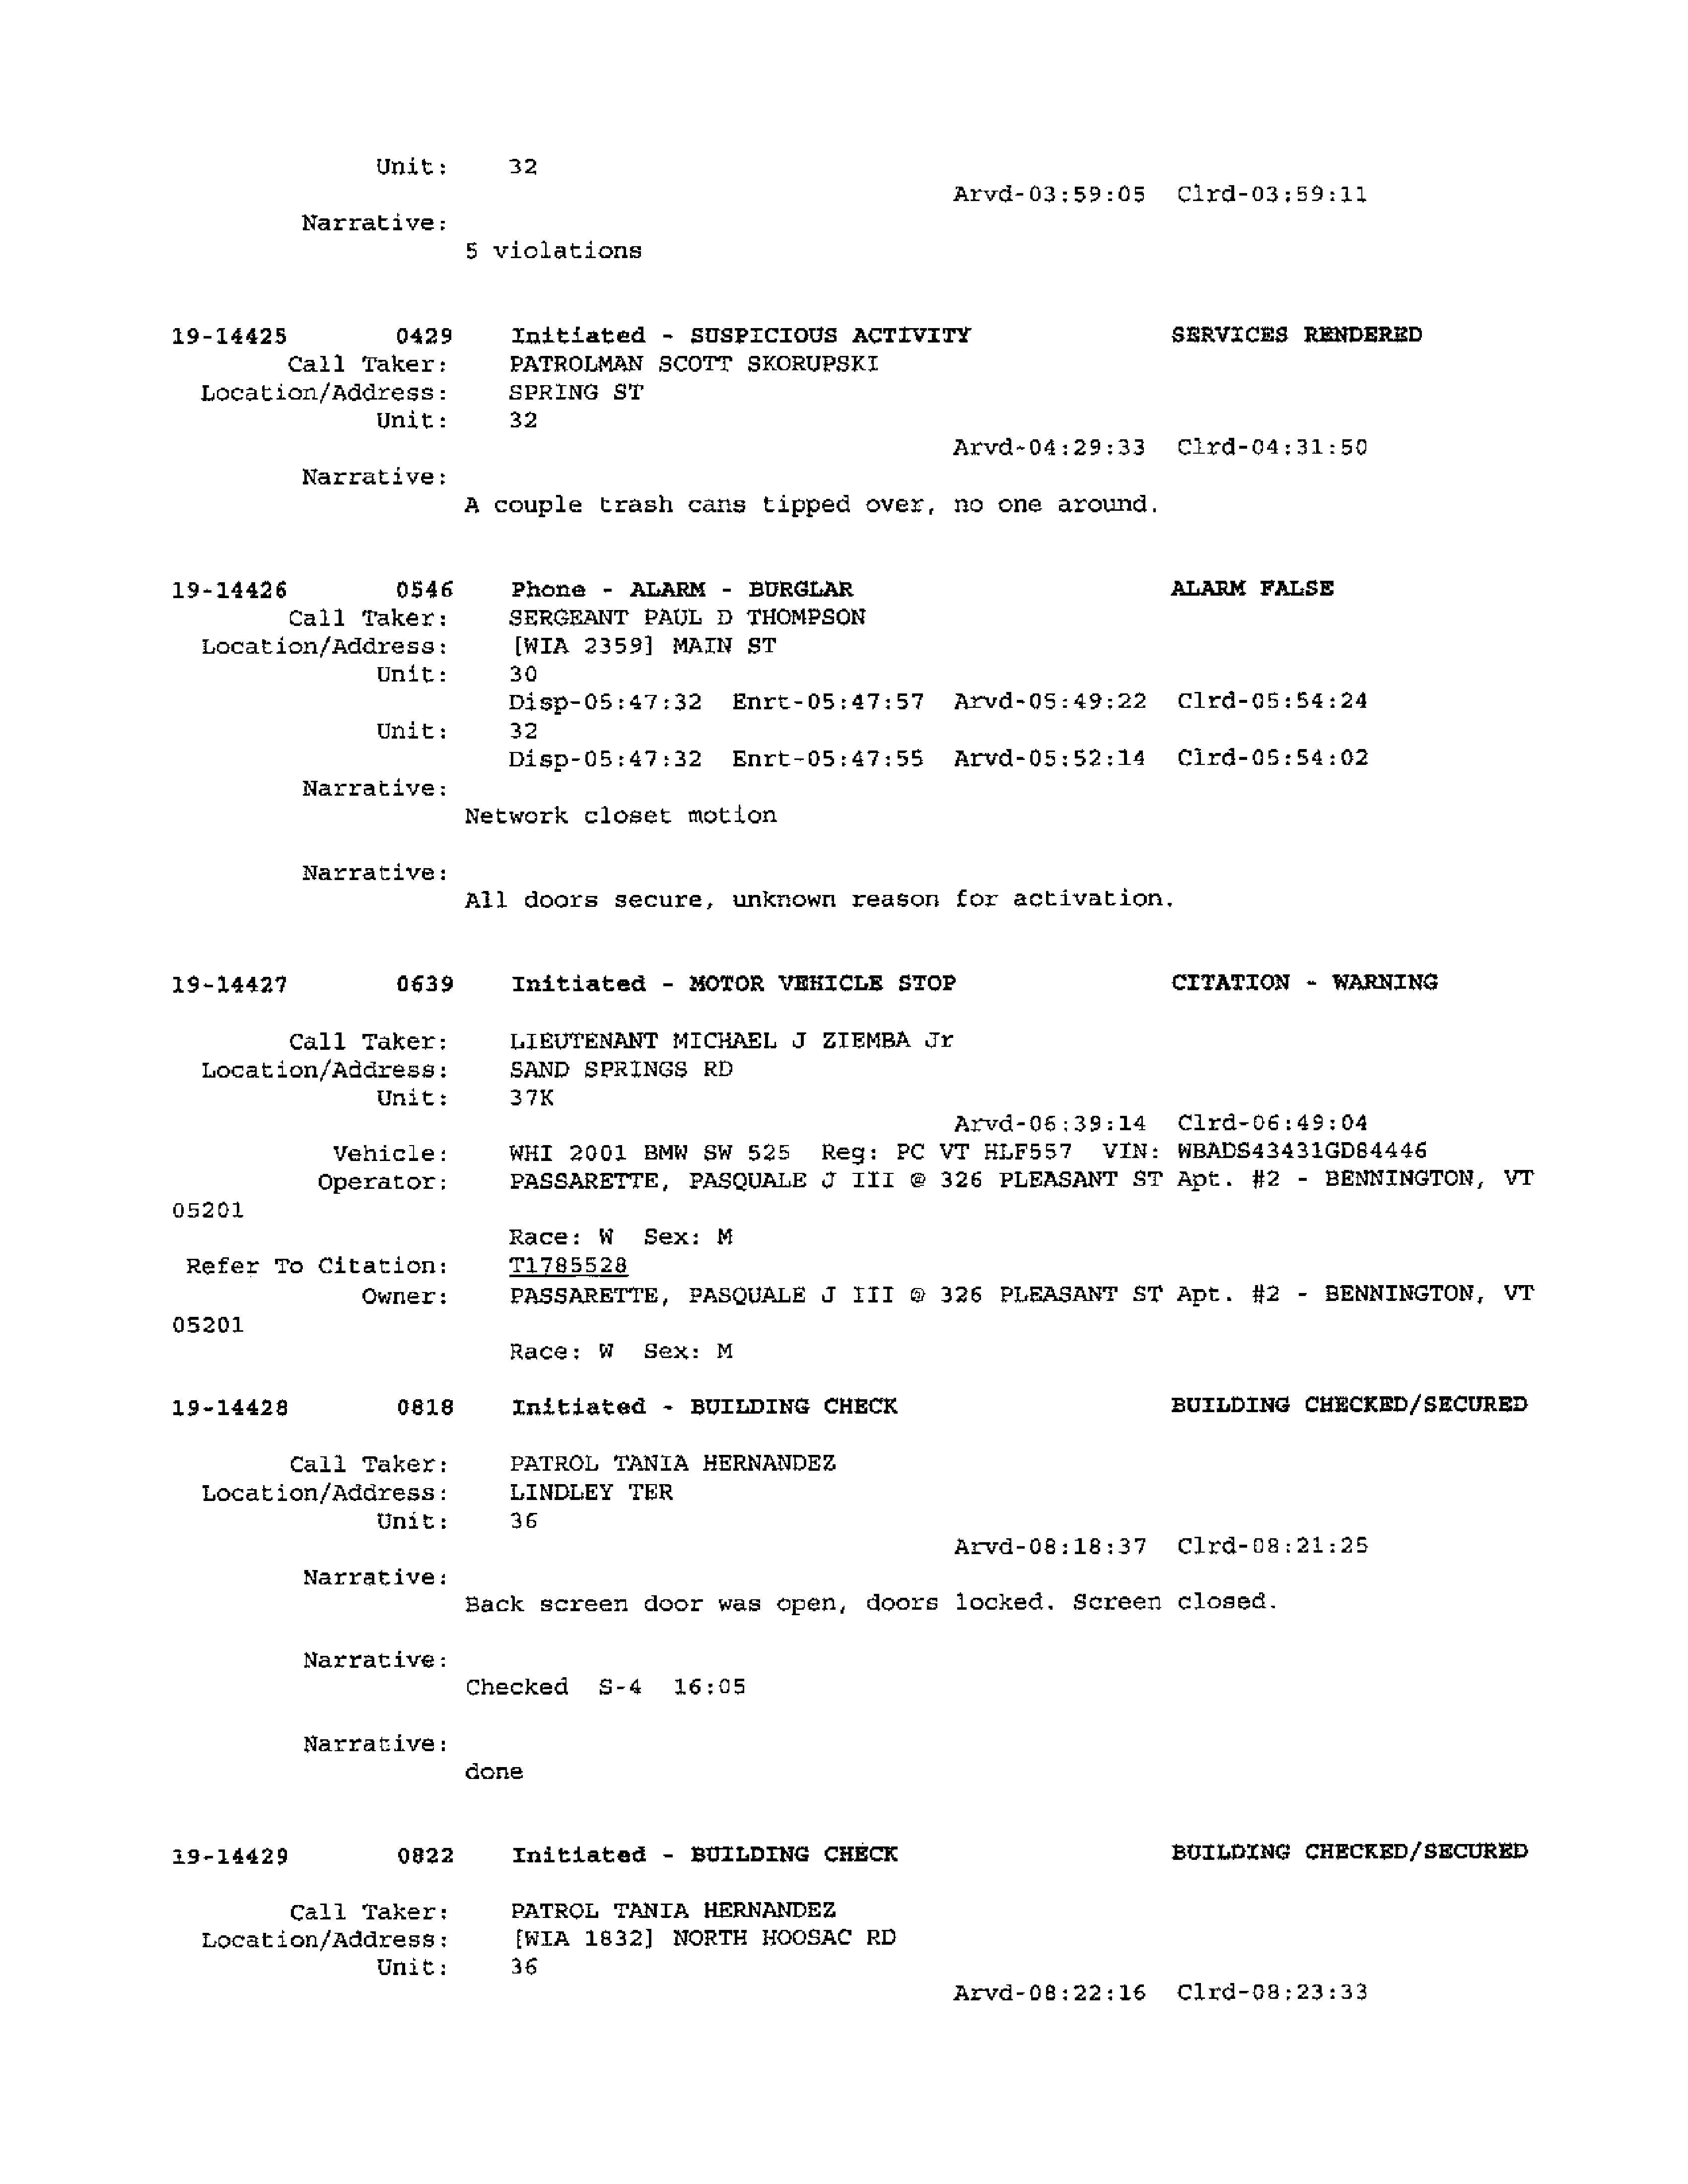 Unit: 32
Arvd-03:59:05 Clrd-03:59:11
Narrative:
5 violations
19-14425 0429 Initiated - SUSPICIOUS ACTIVITY SERVICES RENDERED
Call Taker: PATROLMAN SCOTT SKORUPSKI
Location/Address: SPRING ST
Unit: 32
Arvd-04:29:33 Clrd-04:31:50
Narrative:
A couple trash cans tipped over, no one around.
19-14426 0546 Phone - ALARM - BURGLAR ALARM FALSE
Call Taker: SERGEANT PAUL D THOMPSON
Location/Address: [WIA 2359] MAIN ST
Unit: 30
Disp-05:47:32 Enrt-05:47:57 Arvd-05:49:22 Clrd-05:54:24
Unit: 32
Disp-05:47:32 Enrt-05:47:55 Arvd-05:52:14 Clrd-05:54:02
Narrative:
Network closet motion
Narrative:
All doors secure, unknown reason for activation.
19-14427 0639 Initiated - MOTOR VEHICLE STOP CITATION - WARNING
Call Taker: LIEUTENANT MICHAEL J ZIEMBA Jr
Location/Address: SAND SPRINGS RD
Unit: 37K
Arvd-06:39:14 Clrd-06:49:04
Vehicle: WHI 2001 BMW SW 525 Reg: PC VT HLF557 VIN: WBADS43431GD84446
Operator: PASSARETTE, PASQUALE J III @ 326 PLEASANT ST Apt. #2 - BENNINGTON, VT
05201
Race: W Sex: M
Refer To Citation: T1785528
Owner: PASSARETTE, PASQUALE J III @ 326 PLEASANT ST Apt. #2 - BENNINGTON, VT
05201
Race: W Sex: M
19-14428 0818 Initiated - BUILDING CHECK BUILDING CHECKED/SECURED
Call Taker: PATROL TANIA HERNANDEZ
Location/Address: LINDLEY TER
Unit: 36
Arvd-08:18:37 Clrd-08:21:25
Narrative:
Back screen door was open, doors locked. Screen closed.
Narrative:
Checked S-4 16:05
Narrative:
done
19-14429 0822 Initiated - BUILDING CHECK BUILDING CHECKED/SECURED
Call Taker: PATROL TANIA HERNANDEZ
Location/Address: [WIA 1832] NORTH HOOSAC RD
Unit: 36
Arvd-08:22:16 Clrd-08:23:33